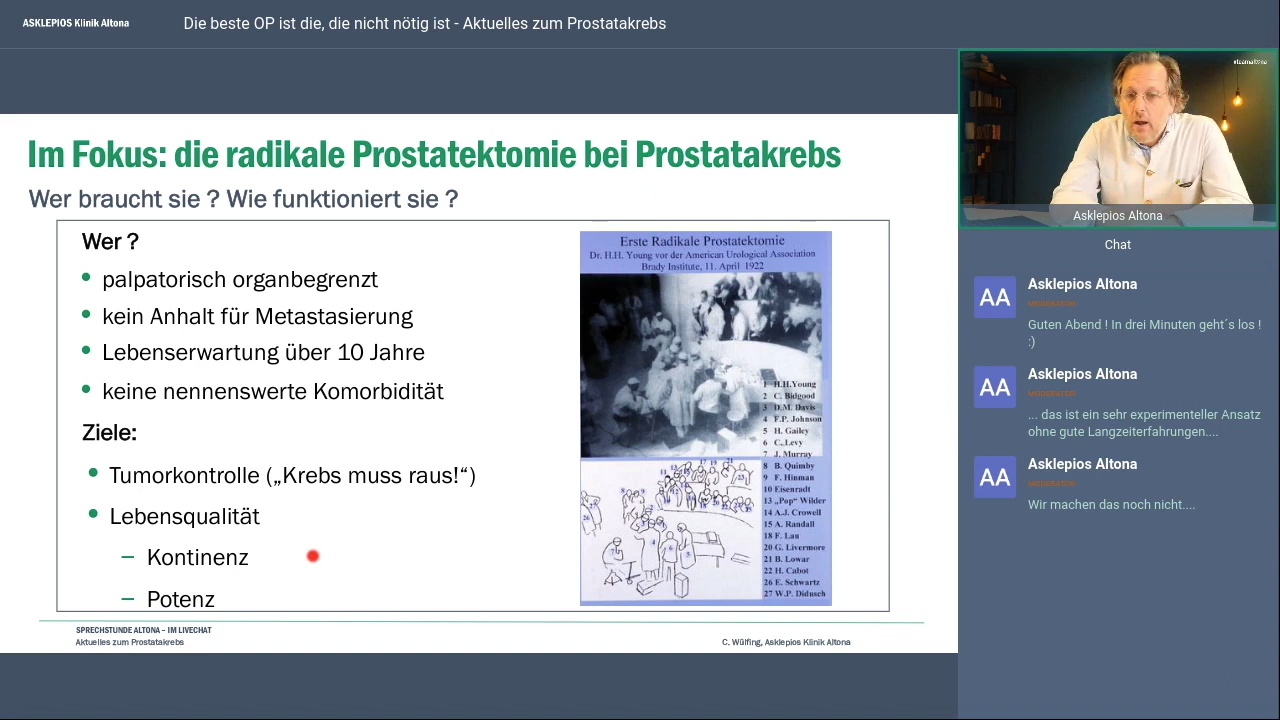 ASKLEPIOS Klinik Altona
Die beste OP ist die, die nicht nötig ist - Aktuelles zum Prostatakrebs
Im Fokus: die radikale Prostatektomie bei Prostatakrebs
Wer braucht sie ? Wie funktioniert sie ?
Wer ?
• palpatorisch organbegrenzt
• kein Anhalt für Metastasierung
• Lebenserwartung über 10 Jahre
• keine nennenswerte Komorbidität
Ziele:
• Tumorkontrolle („Krebs muss raus!“)
• Lebensqualität
– Kontinenz
– Potenz
Erste Radikale Prostatektomie
Dr. H.H. Young vor der American Urological Association
Brady Institute, 11. April 1922
1 H.H.Young
2 C. Bidgood
3 D.M. Davis
4 F.P. Johnson
5 H. Gailey
6 C.Levy
7 J. Murray
8 B. Quimby
9 F. Hinman
10 Eisenradt
13 „Pop“ Wilder
14 A.J. Crowell
15 A. Randall
18 F. Lau
20 G. Livermore
21 B. Lowar
22 H. Cabot
26 E. Schwartz
27 W.P. Didusch
SPRECHSTUNDE ALTONA – IM LIVECHAT
Aktuelles zum Prostatakrebs
C. Wülfing, Asklepios Klinik Altona
#teamaltona
Asklepios Altona
Chat
AA
Asklepios Altona
MODERATOR
Guten Abend ! In drei Minuten geht´s los !
:)
AA
Asklepios Altona
MODERATOR
... das ist ein sehr experimenteller Ansatz
ohne gute Langzeiterfahrungen....
AA
Asklepios Altona
MODERATOR
Wir machen das noch nicht....